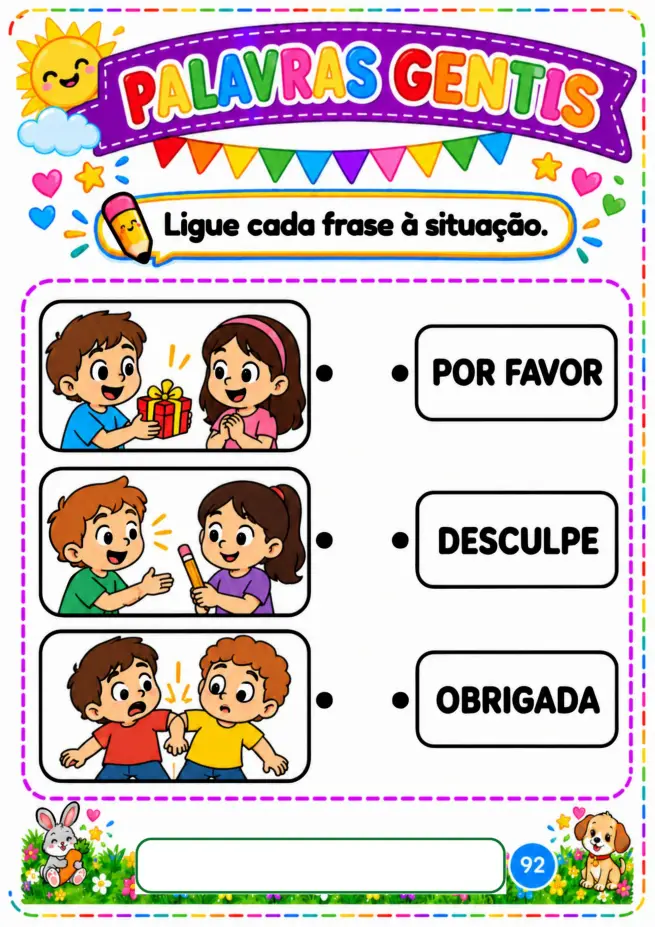 PALAVRAS GENTIS
Ligue cada frase à situação.
POR FAVOR
DESCULPE
OBRIGADA
92